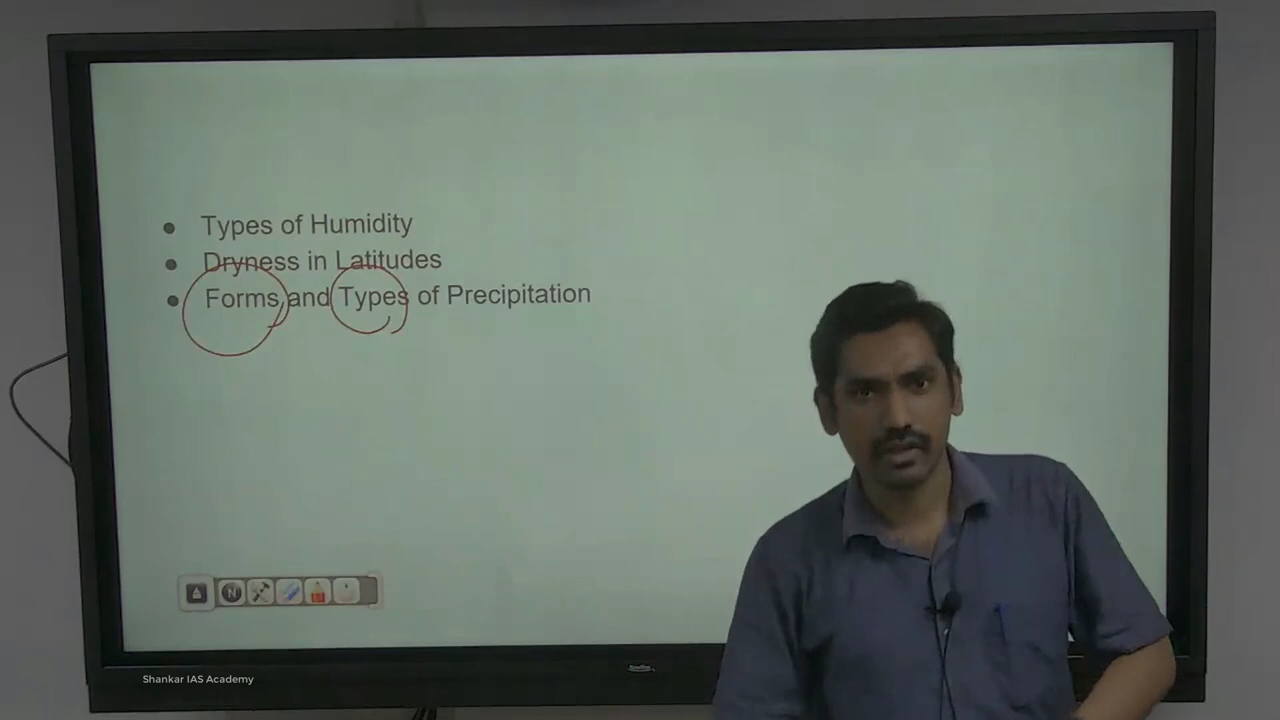 Types of Humidity
Dryness in Latitudes
Forms and Types of Precipitation
Shankar IAS Academy